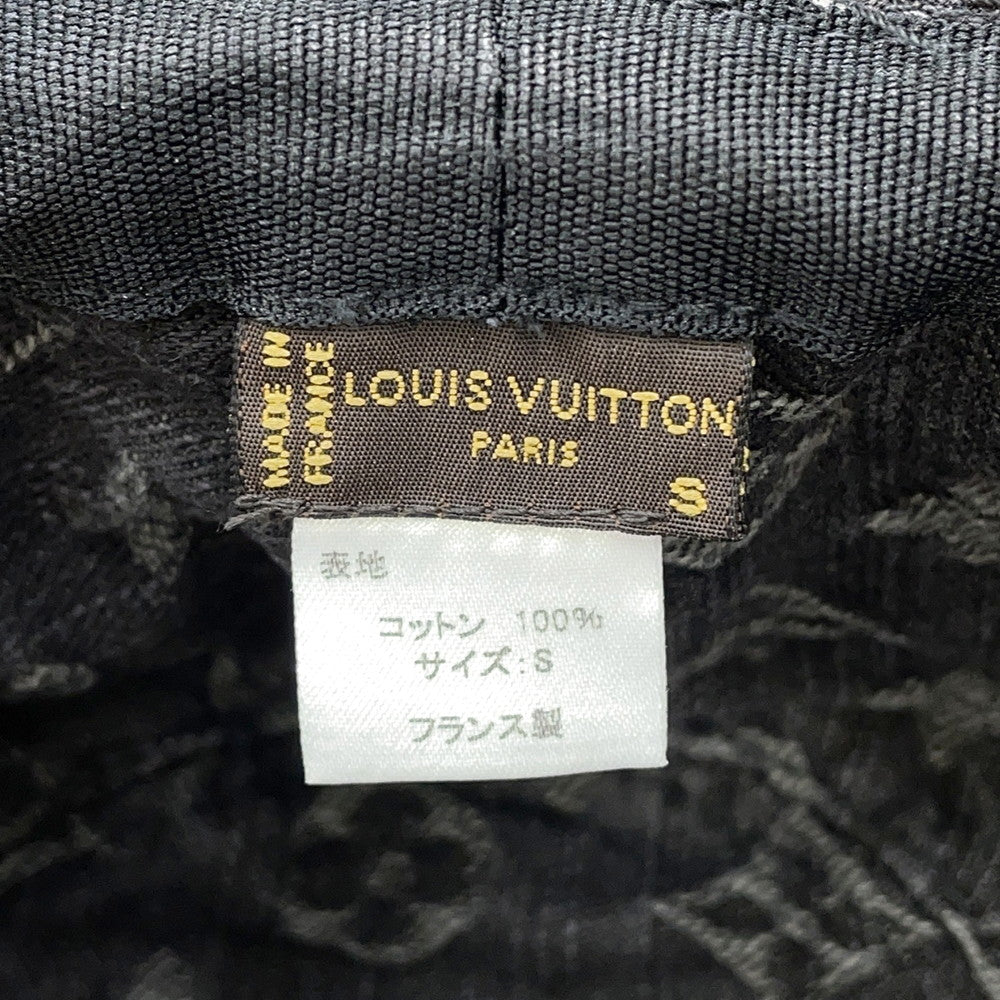 MADE IN
FRANCE
LOUIS VUITTON
PARIS
S
表地
コットン 100%
サイズ:S
フランス製